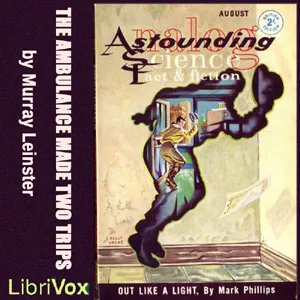 THE AMBULANCE MADE TWO TRIPS
by Murray Leinster
LibriVox
AUGUST
Astounding
analog
Science
Fact & fiction
OUT LIKE A LIGHT, By Mark Phillips